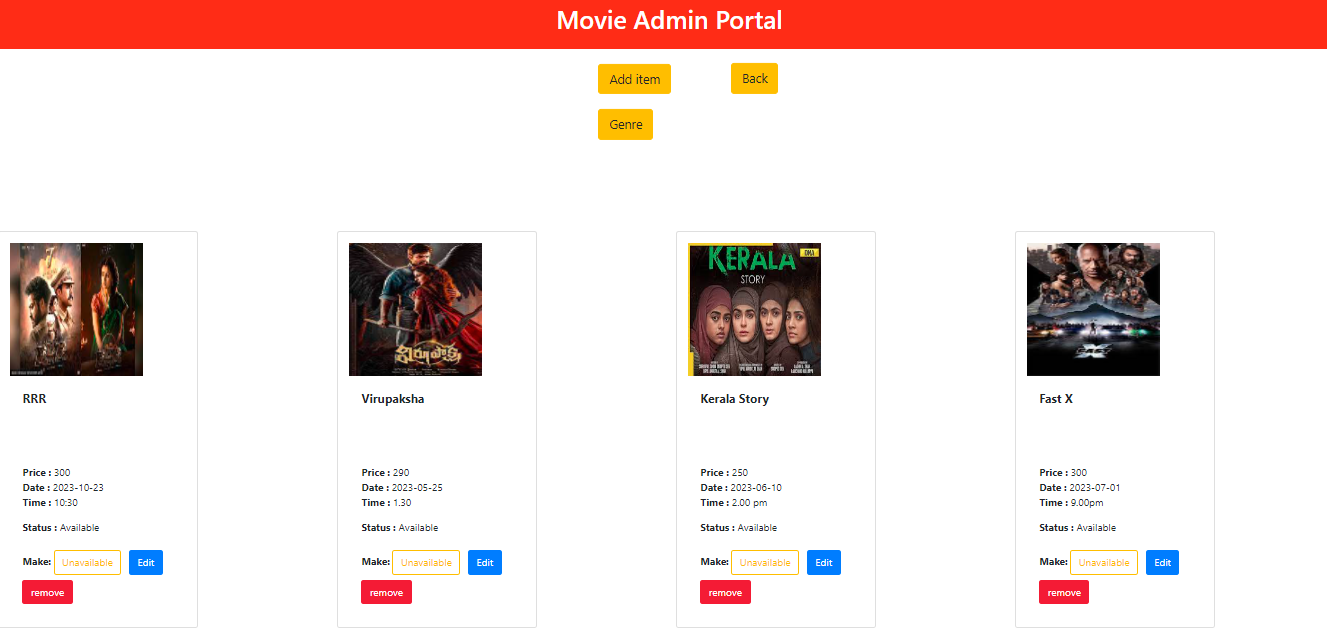 Movie Admin Portal
Add item
Back
Genre
RRR
Price : 300
Date : 2023-10-23
Time : 10:30
Status : Available
Make: Unavailable Edit
remove
విరూపాక్ష
Virupaksha
Price : 290
Date : 2023-05-25
Time : 1.30
Status : Available
Make: Unavailable Edit
remove
DNA
KERALA
STORY
Kerala Story
Price : 250
Date : 2023-06-10
Time : 2.00 pm
Status : Available
Make: Unavailable Edit
remove
Fast X
Price : 300
Date : 2023-07-01
Time : 9.00pm
Status : Available
Make: Unavailable Edit
remove